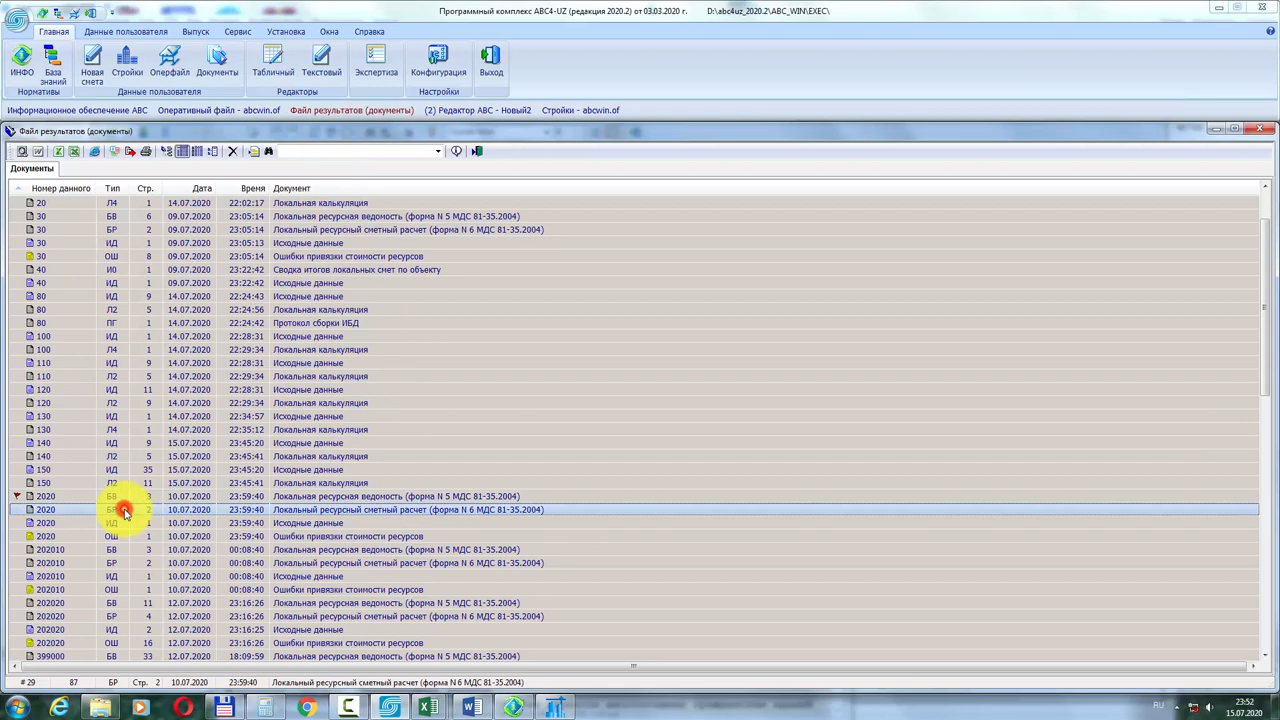 Программный комплекс АВС4-UZ (редакция 2020.2) от 03.03.2020 г. D:\abc4uz_2020.2\ABC_WIN\EXEC\
Главная Данные пользователя Выпуск Сервис Установка Окна Справка
ИНФО База знаний Новая смета Стройки Оперфайл Документы Табличный Текстовый Экспертиза Конфигурация Выход
Нормативы Данные пользователя Редакторы Настройки
Информационное обеспечение АВС Оперативный файл - abcwin.of Файл результатов (документы) (2) Редактор АВС - Новый2 Стройки - abcwin.of
Файл результатов (документы)
Документы
Номер данного Тип Стр. Дата Время Документ
20 Л4 1 14.07.2020 22:02:17 Локальная калькуляция
30 БВ 6 09.07.2020 23:05:14 Локальная ресурсная ведомость (форма N 5 МДС 81-35.2004)
30 БР 2 09.07.2020 23:05:14 Локальный ресурсный сметный расчет (форма N 6 МДС 81-35.2004)
30 ИД 1 09.07.2020 23:05:13 Исходные данные
30 ОШ 8 09.07.2020 23:05:14 Ошибки привязки стоимости ресурсов
40 И0 1 09.07.2020 23:22:42 Сводка итогов локальных смет по объекту
40 ИД 1 09.07.2020 23:22:42 Исходные данные
80 ИД 9 14.07.2020 22:24:43 Исходные данные
80 Л2 5 14.07.2020 22:24:56 Локальная калькуляция
80 ПГ 1 14.07.2020 22:24:42 Протокол сборки ИБД
100 ИД 1 14.07.2020 22:28:31 Исходные данные
100 Л4 1 14.07.2020 22:29:34 Локальная калькуляция
110 ИД 9 14.07.2020 22:28:31 Исходные данные
110 Л2 5 14.07.2020 22:29:34 Локальная калькуляция
120 ИД 11 14.07.2020 22:28:31 Исходные данные
120 Л2 9 14.07.2020 22:29:34 Локальная калькуляция
130 ИД 1 14.07.2020 22:34:57 Исходные данные
130 Л4 1 14.07.2020 22:35:12 Локальная калькуляция
140 ИД 9 15.07.2020 23:45:20 Исходные данные
140 Л2 5 15.07.2020 23:45:41 Локальная калькуляция
150 ИД 35 15.07.2020 23:45:20 Исходные данные
150 Л2 11 15.07.2020 23:45:41 Локальная калькуляция
2020 БВ 3 10.07.2020 23:59:40 Локальная ресурсная ведомость (форма N 5 МДС 81-35.2004)
2020 БР 2 10.07.2020 23:59:40 Локальный ресурсный сметный расчет (форма N 6 МДС 81-35.2004)
2020 ИД 1 10.07.2020 23:59:40 Исходные данные
2020 ОШ 1 10.07.2020 23:59:40 Ошибки привязки стоимости ресурсов
202010 БВ 3 10.07.2020 00:08:40 Локальная ресурсная ведомость (форма N 5 МДС 81-35.2004)
202010 БР 2 10.07.2020 00:08:40 Локальный ресурсный сметный расчет (форма N 6 МДС 81-35.2004)
202010 ИД 1 10.07.2020 00:08:40 Исходные данные
202010 ОШ 1 10.07.2020 00:08:40 Ошибки привязки стоимости ресурсов
202020 БВ 11 12.07.2020 23:16:26 Локальная ресурсная ведомость (форма N 5 МДС 81-35.2004)
202020 БР 4 12.07.2020 23:16:26 Локальный ресурсный сметный расчет (форма N 6 МДС 81-35.2004)
202020 ИД 2 12.07.2020 23:16:25 Исходные данные
202020 ОШ 16 12.07.2020 23:16:26 Ошибки привязки стоимости ресурсов
399000 БВ 33 12.07.2020 18:09:59 Локальная ресурсная ведомость (форма N 5 МДС 81-35.2004)
# 29 87 БР Стр. 2 10.07.2020 23:59:40 Локальный ресурсный сметный расчет (форма N 6 МДС 81-35.2004)
RU 23:52
15.07.2020